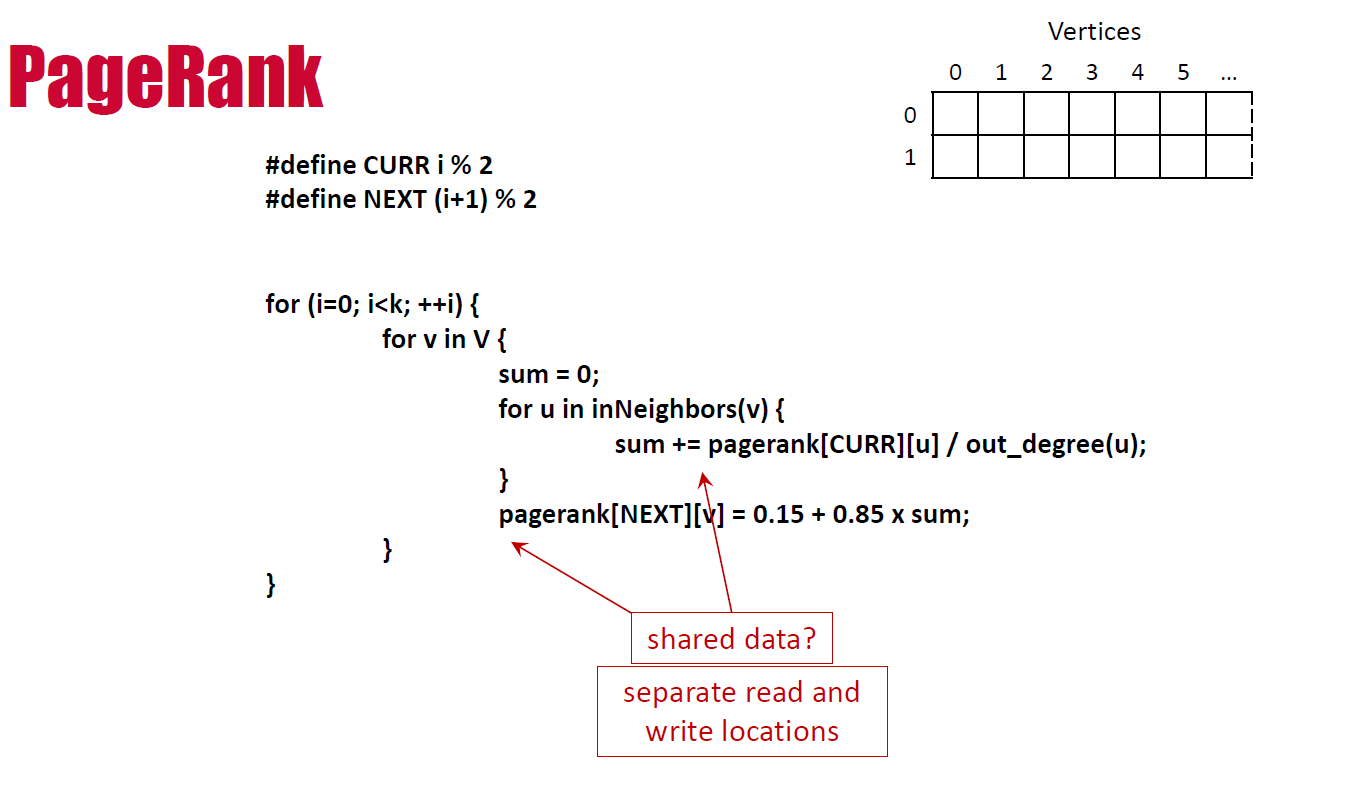 PageRank
Vertices
0 1 2 3 4 5 ...
0
1
#define CURR i % 2
#define NEXT (i+1) % 2
for (i=0; i<k; ++i) {
for v in V {
sum = 0;
for u in inNeighbors(v) {
sum += pagerank[CURR][u] / out_degree(u);
}
pagerank[NEXT][v] = 0.15 + 0.85 x sum;
}
}
shared data?
separate read and
write locations